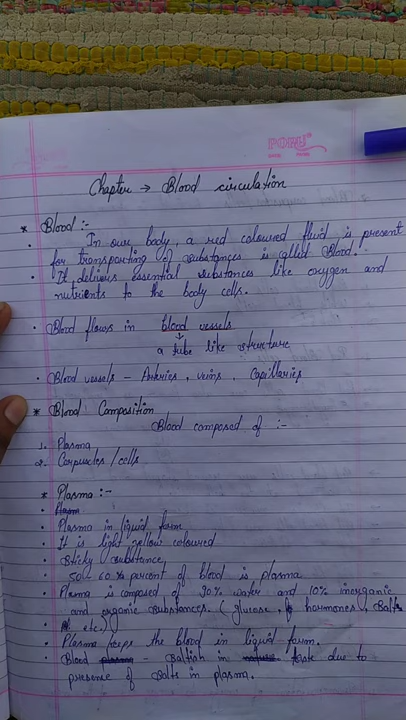 Chapter → Blood circulation
* Blood :-
• In our body, a red coloured fluid is present
for transporting of substances is called Blood.
• It delivers essential substances like oxygen and
nutrients to the body cells.
• Blood flows in blood vessels
↓
a tube like structure
• Blood vessels - Arteries, veins, Capillaries
* Blood Composition
Blood composed of :-
1. Plasma
2. Corpuscles / cells
* Plasma :-
• Plasma in liquid form
• It is light yellow coloured
• Sticky substance
• 50 - 60 % percent of blood is plasma
• Plasma is composed of 90% water and 10% inorganic
and organic substances. (glucose, hormones, salts
etc.)
• Plasma keeps the blood in liquid form.
• Blood plasma - Saltish in taste due to
presence of salts in plasma.